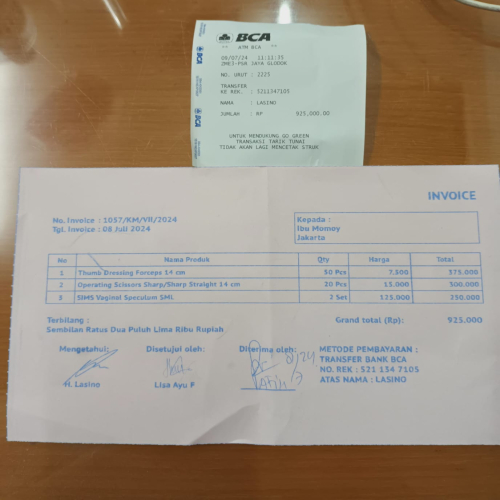 BCA
ATM BCA
08/07/24 11:11:35
2ME3-PSR JAYA GLODOK
NO. URUT : 2225
TRANSFER
KE REK. : 5211347105
NAMA : LASINO
JUMLAH : RP 925,000.00
UNTUK MENDUKUNG GO GREEN
TRANSAKSI TARIK TUNAI
TIDAK AKAN LAGI MENCETAK STRUK
INVOICE
No. Invoice : 1057/KM/VII/2024
Tgl. Invoice : 08 Juli 2024
Kepada :
Ibu Momoy
Jakarta
No Nama Produk Qty Harga Total
1 Thumb Dressing Forceps 14 cm 50 Pcs 7.500 375.000
2 Operating Scissors Sharp/Sharp Straight 14 cm 20 Pcs 15.000 300.000
3 SIMS Vaginal Speculum SML 2 Set 125.000 250.000
Terbilang :
Sembilan Ratus Dua Puluh Lima Ribu Rupiah
Grand total (Rp): 925.000
Mengetahui: Disetujui oleh: Diterima oleh:
H. Lasino Lisa Ayu F
METODE PEMBAYARAN :
TRANSFER BANK BCA
NO. REK : 521 134 7105
ATAS NAMA : LASINO